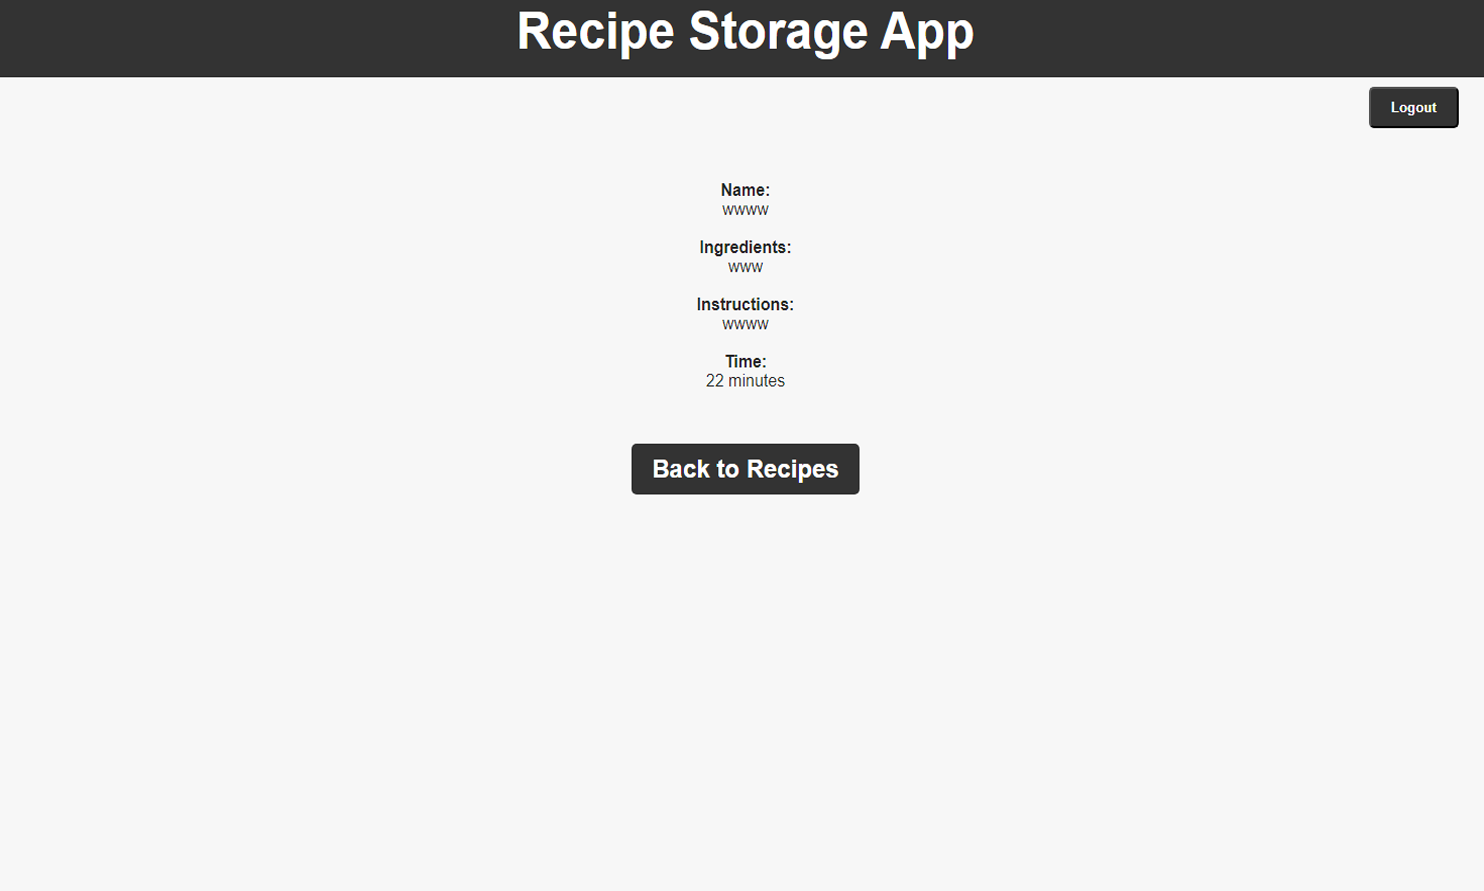 Recipe Storage App
Logout
Name:
wwww
Ingredients:
www
Instructions:
wwww
Time:
22 minutes
Back to Recipes